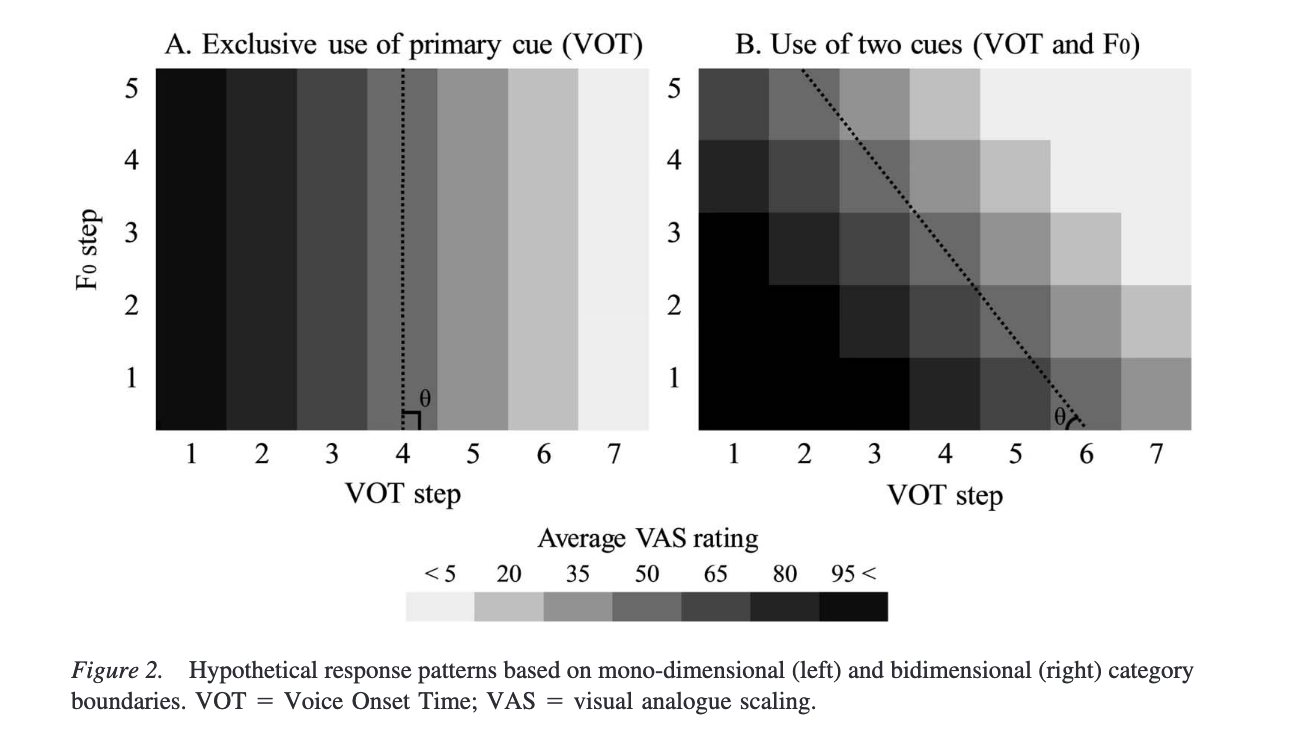 A. Exclusive use of primary cue (VOT)
B. Use of two cues (VOT and F0)
5
4
3
2
1
F0 step
θ
1 2 3 4 5 6 7
VOT step
5
4
3
2
1
θ
1 2 3 4 5 6 7
VOT step
Average VAS rating
< 5 20 35 50 65 80 95 <
Figure 2. Hypothetical response patterns based on mono-dimensional (left) and bidimensional (right) category
boundaries. VOT = Voice Onset Time; VAS = visual analogue scaling.